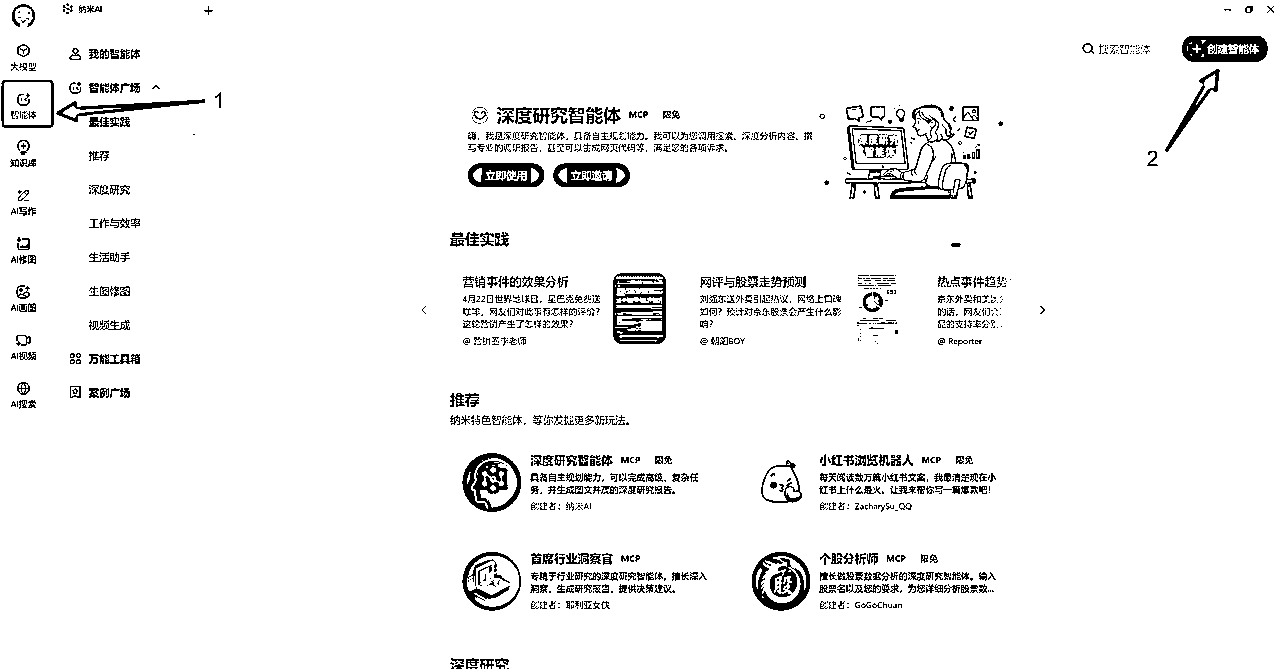 纳米AI
+
大模型
智能体
知识库
AI写作
AI修图
AI画图
AI视频
AI搜索
我的智能体
智能体广场
最佳实践
推荐
深度研究
工作与效率
生活助手
生图修图
视频生成
万能工具箱
案例广场
1
搜索智能体
创建智能体
2
深度研究智能体 MCP 限免
嗨，我是深度研究智能体，具备自主规划能力。我可以为您调用搜索、深度分析内容、撰
写专业的调研报告，甚至可以生成网页代码等，满足您的各项诉求。
立即使用
立即邀请
最佳实践
营销事件的效果分析
4月22日世界地球日，星巴克免费送
咖啡，网友们对此事有怎样的评价？
这轮营销产生了怎样的效果？
@ 营销圣李老师
网评与股票走势预测
刘强东送外卖引起热议，网络上口碑
如何？预计对京东股票会产生什么影
响？
@ 朝阳BOY
热点事件趋势
京东外卖和美团外
的话，网友们
配的支持率分别
@ Reporter
推荐
纳米特色智能体，等你发掘更多新玩法。
深度研究智能体 MCP 限免
具备自主规划能力，可以完成高级、复杂任
务，并生成图文并茂的深度研究报告。
创建者：纳米AI
小红书浏览机器人 MCP 限免
每天阅读数万篇小红书文案，我最清楚现在小
红书上什么最火，让我来帮你写一篇爆款吧！
创建者：ZacharySu_QQ
首席行业洞察官 MCP
专精于行业研究的深度研究智能体，擅长深入
洞察、生成研究报告、提供决策建议。
创建者：耶利亚女侠
个股分析师 MCP 限免
擅长做股票数据分析的深度研究智能体。输入
股票名以及您的要求，为您详细分析股票数...
创建者：GoGoChuan
深度研究